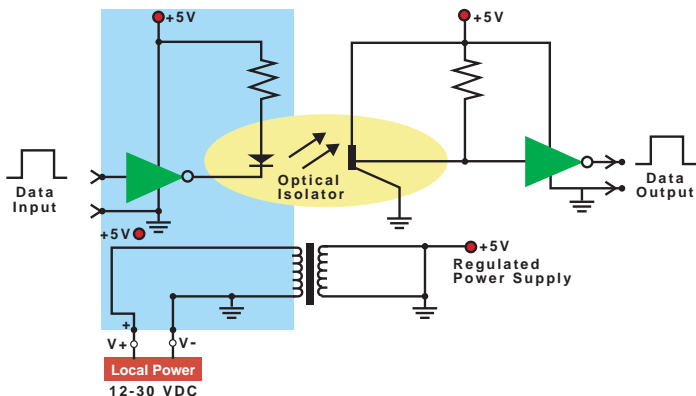 +5V
+5V
Data
Input
Optical
Isolator
Data
Output
+5V
+5V
Regulated
Power Supply
+
V+
V-
Local Power
12-30 VDC